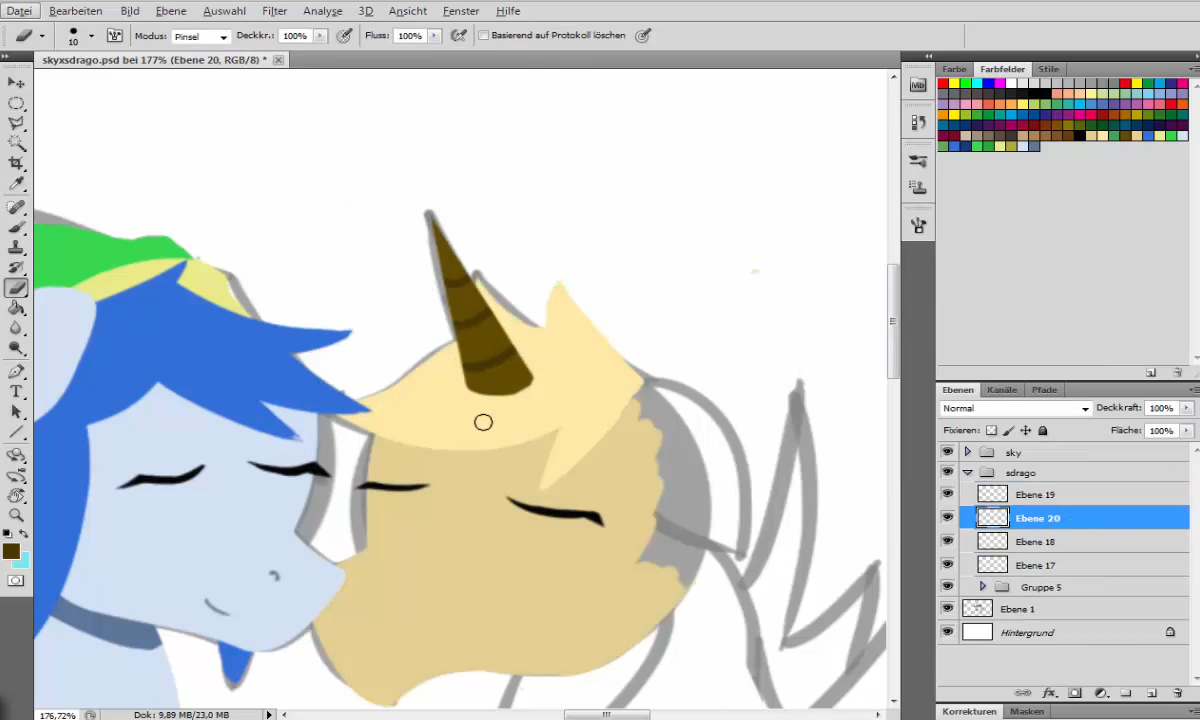 Datei Bearbeiten Bild Ebene Auswahl Filter Analyse 3D Ansicht Fenster Hilfe
10 Modus: Pinsel Deckkr.: 100% Fluss: 100% Basierend auf Protokoll löschen
skyxsdrago.psd bei 177% (Ebene 20, RGB/8) *
Farbe Farbfelder Stile
Mb
Ebenen Kanäle Pfade
Normal Deckkraft: 100%
Fixieren: Fläche: 100%
sky
sdrago
Ebene 19
Ebene 20
Ebene 18
Ebene 17
Gruppe 5
Ebene 1
Hintergrund
fx
Korrekturen Masken
176,72% Dok: 9,89 MB/23,0 MB